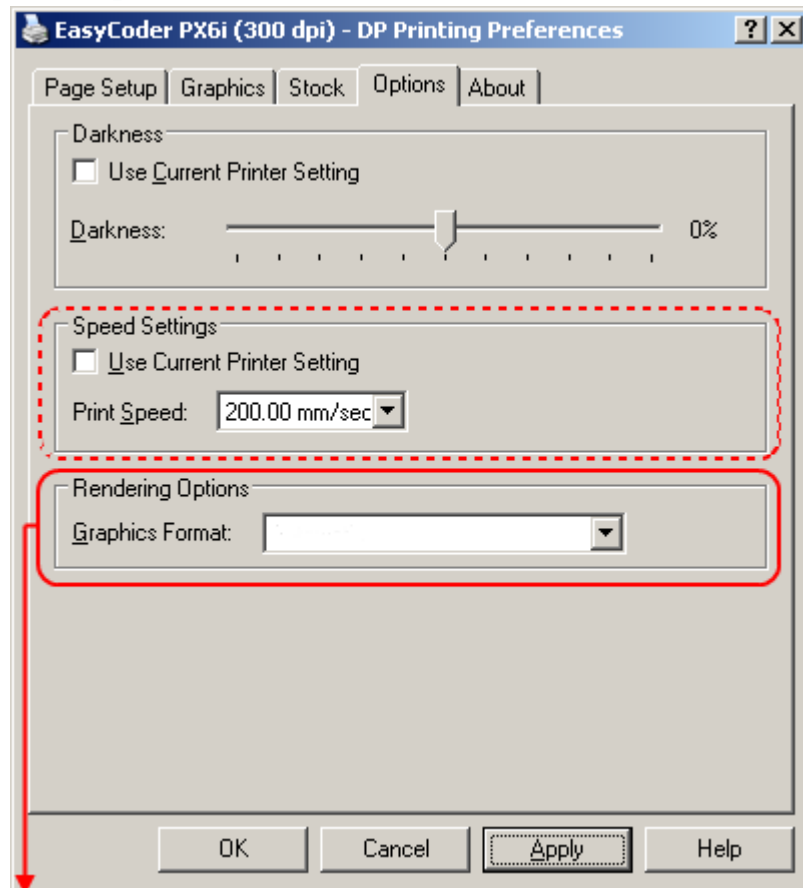 EasyCoder PX6i (300 dpi) - DP Printing Preferences
Page Setup Graphics Stock Options About
Darkness
Use Current Printer Setting
Darkness: 0%
Speed Settings
Use Current Printer Setting
Print Speed: 200.00 mm/sec
Rendering Options
Graphics Format:
OK Cancel Apply Help